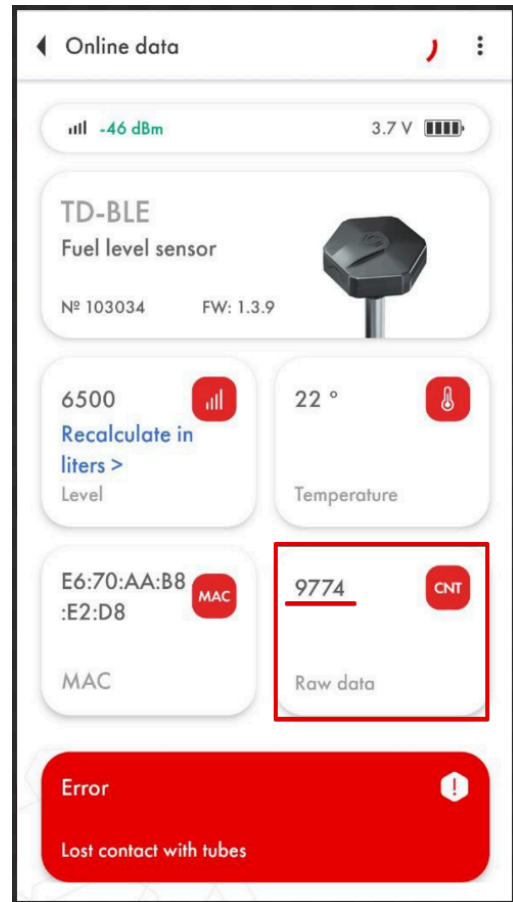 Online data
-46 dBm
3.7 V
TD-BLE
Fuel level sensor
№ 103034 FW: 1.3.9
6500
Recalculate in
liters >
Level
22 °
Temperature
E6:70:AA:B8
:E2:D8
MAC
MAC
9774
CNT
Raw data
Error
!
Lost contact with tubes